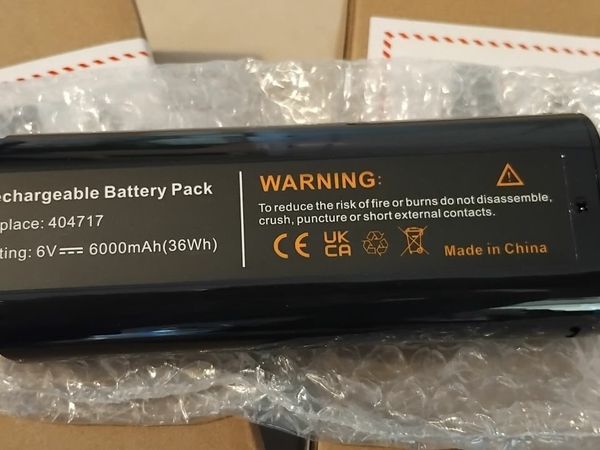 echargeable Battery Pack
place: 404717
ting: 6V 6000mAh(36Wh)
WARNING:
To reduce the risk of fire or burns do not disassemble,
crush, puncture or short external contacts.
CE UK CA
Made in China